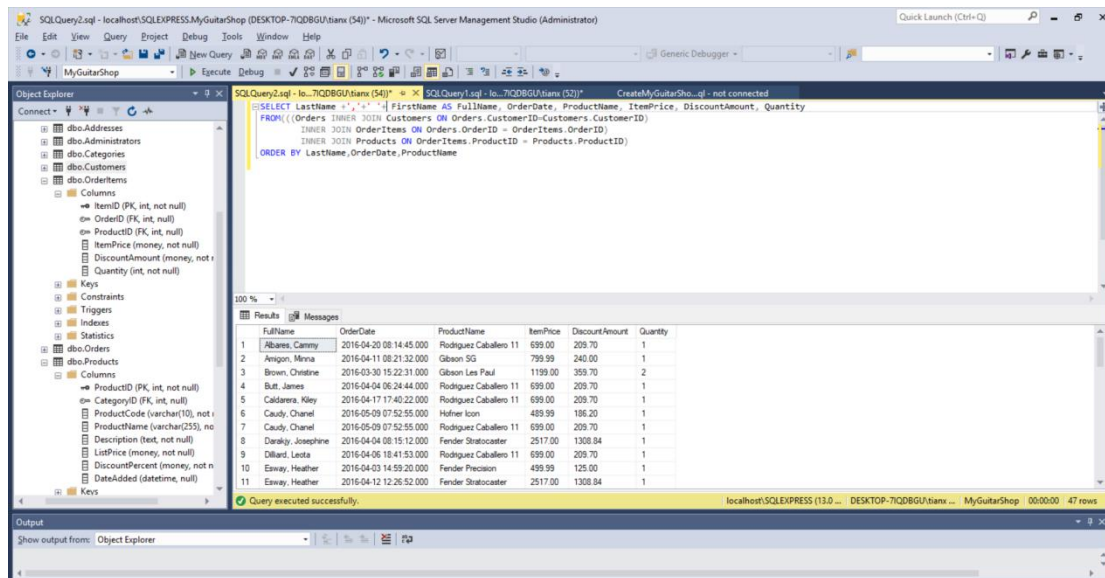 SQLQuery2.sql - localhost\SQLEXPRESS.MyGuitarShop (DESKTOP-7IQDBGU\tianx (54))* - Microsoft SQL Server Management Studio (Administrator)
Quick Launch (Ctrl+Q)
File Edit View Query Project Debug Tools Window Help
New Query
Generic Debugger
MyGuitarShop
Execute Debug
Object Explorer
Connect
dbo.Addresses
dbo.Administrators
dbo.Categories
dbo.Customers
dbo.OrderItems
Columns
ItemID (PK, int, not null)
OrderID (FK, int, null)
ProductID (FK, int, null)
ItemPrice (money, not null)
DiscountAmount (money, not r
Quantity (int, not null)
Keys
Constraints
Triggers
Indexes
Statistics
dbo.Orders
dbo.Products
Columns
ProductID (PK, int, not null)
CategoryID (FK, int, null)
ProductCode (varchar(10), not
ProductName (varchar(255), no
Description (text, not null)
ListPrice (money, not null)
DiscountPercent (money, not n
DateAdded (datetime, null)
Keys
SQLQuery2.sql - lo...7IQDBGU\tianx (54))* SQLQuery1.sql - lo...7IQDBGU\tianx (52))* CreateMyGuitarSho...ql - not connected
SELECT LastName +','+' '+ FirstName AS FullName, OrderDate, ProductName, ItemPrice, DiscountAmount, Quantity
FROM(((Orders INNER JOIN Customers ON Orders.CustomerID=Customers.CustomerID)
INNER JOIN OrderItems ON Orders.OrderID = OrderItems.OrderID)
INNER JOIN Products ON OrderItems.ProductID = Products.ProductID)
ORDER BY LastName,OrderDate,ProductName
100 %
Results Messages
FullName OrderDate ProductName ItemPrice DiscountAmount Quantity
1 Albares, Cammy 2016-04-20 08:14:45.000 Rodriguez Caballero 11 699.00 209.70 1
2 Amigon, Minna 2016-04-11 08:21:32.000 Gibson SG 799.99 240.00 1
3 Brown, Christine 2016-03-30 15:22:31.000 Gibson Les Paul 1199.00 359.70 2
4 Butt, James 2016-04-04 06:24:44.000 Rodriguez Caballero 11 699.00 209.70 1
5 Caldarera, Kiley 2016-04-17 17:40:22.000 Rodriguez Caballero 11 699.00 209.70 1
6 Caudy, Chanel 2016-05-09 07:52:55.000 Hofner Icon 489.99 186.20 1
7 Caudy, Chanel 2016-05-09 07:52:55.000 Rodriguez Caballero 11 699.00 209.70 1
8 Darakjy, Josephine 2016-04-04 08:15:12.000 Fender Stratocaster 2517.00 1308.84 1
9 Dilliard, Leota 2016-04-06 18:41:53.000 Rodriguez Caballero 11 699.00 209.70 1
10 Esway, Heather 2016-04-03 14:59:20.000 Fender Precision 499.99 125.00 1
11 Esway, Heather 2016-04-12 12:26:52.000 Fender Stratocaster 2517.00 1308.84 1
Query executed successfully.
localhost\SQLEXPRESS (13.0 ... DESKTOP-7IQDBGU\tianx ... MyGuitarShop 00:00:00 47 rows
Output
Show output from: Object Explorer